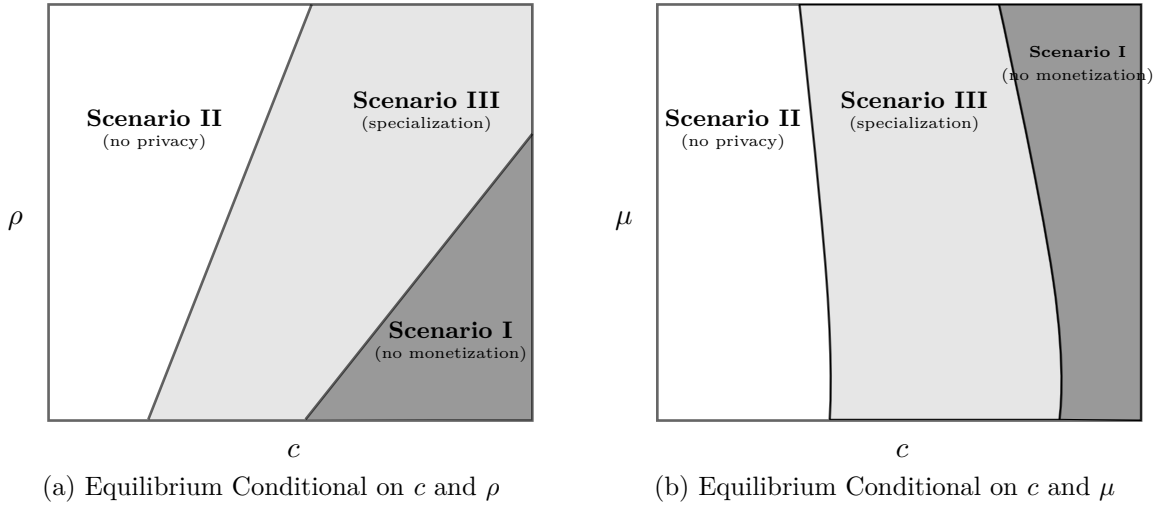 Scenario II
(no privacy)
Scenario III
(specialization)
Scenario I
(no monetization)
ρ
c
(a) Equilibrium Conditional on c and ρ
Scenario II
(no privacy)
Scenario III
(specialization)
Scenario I
(no monetization)
μ
c
(b) Equilibrium Conditional on c and μ